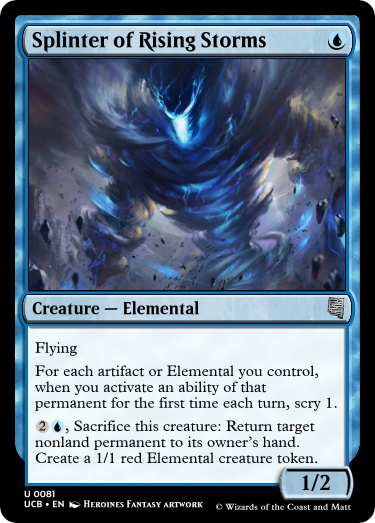 Splinter of Rising Storms
Creature — Elemental
Flying
For each artifact or Elemental you control,
when you activate an ability of that
permanent for the first time each turn, scry 1.
2, Sacrifice this creature: Return target
nonland permanent to its owner's hand.
Create a 1/1 red Elemental creature token.
1/2
U 0081
UCB • EN Heroines Fantasy artwork
© Wizards of the Coast and Matt